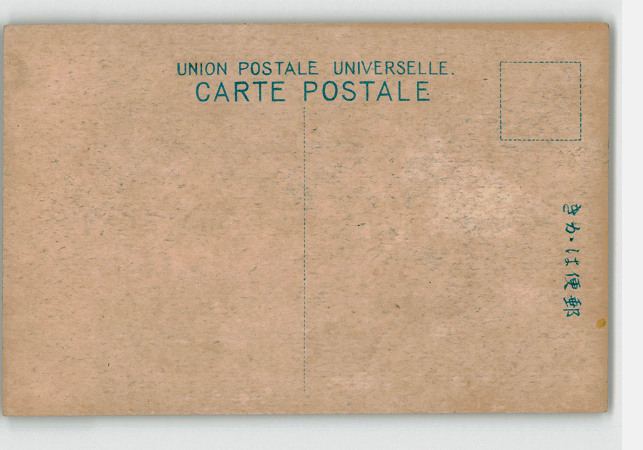 UNION POSTALE UNIVERSELLE.
CARTE POSTALE
郵便はかき